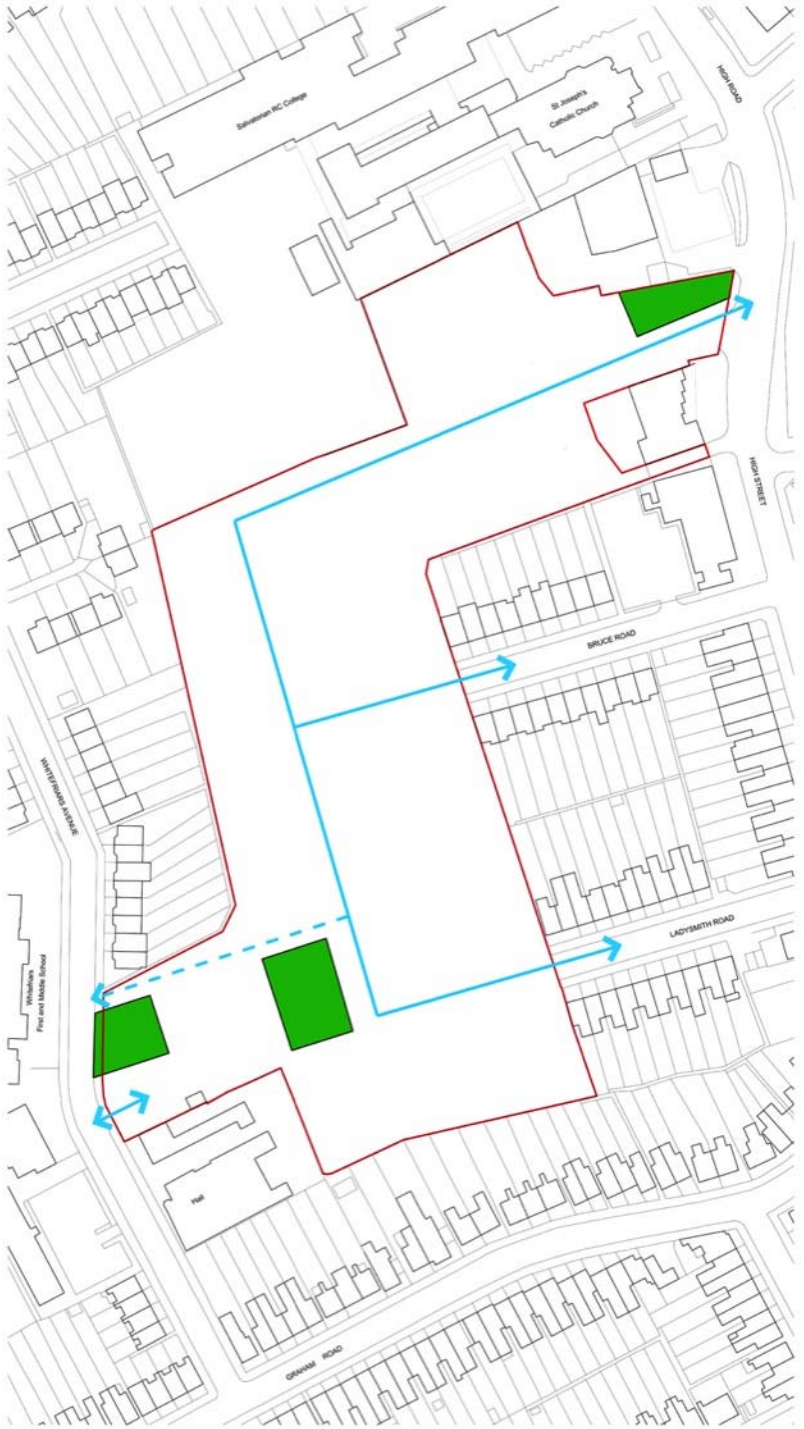 HIGH ROAD
Salvatorian RC College
St Joseph's
Catholic Church
HIGH STREET
BRUCE ROAD
WHITEFRIARS AVENUE
LADYSMITH ROAD
Whitefriars
First and Middle School
Hall
GRAHAM ROAD